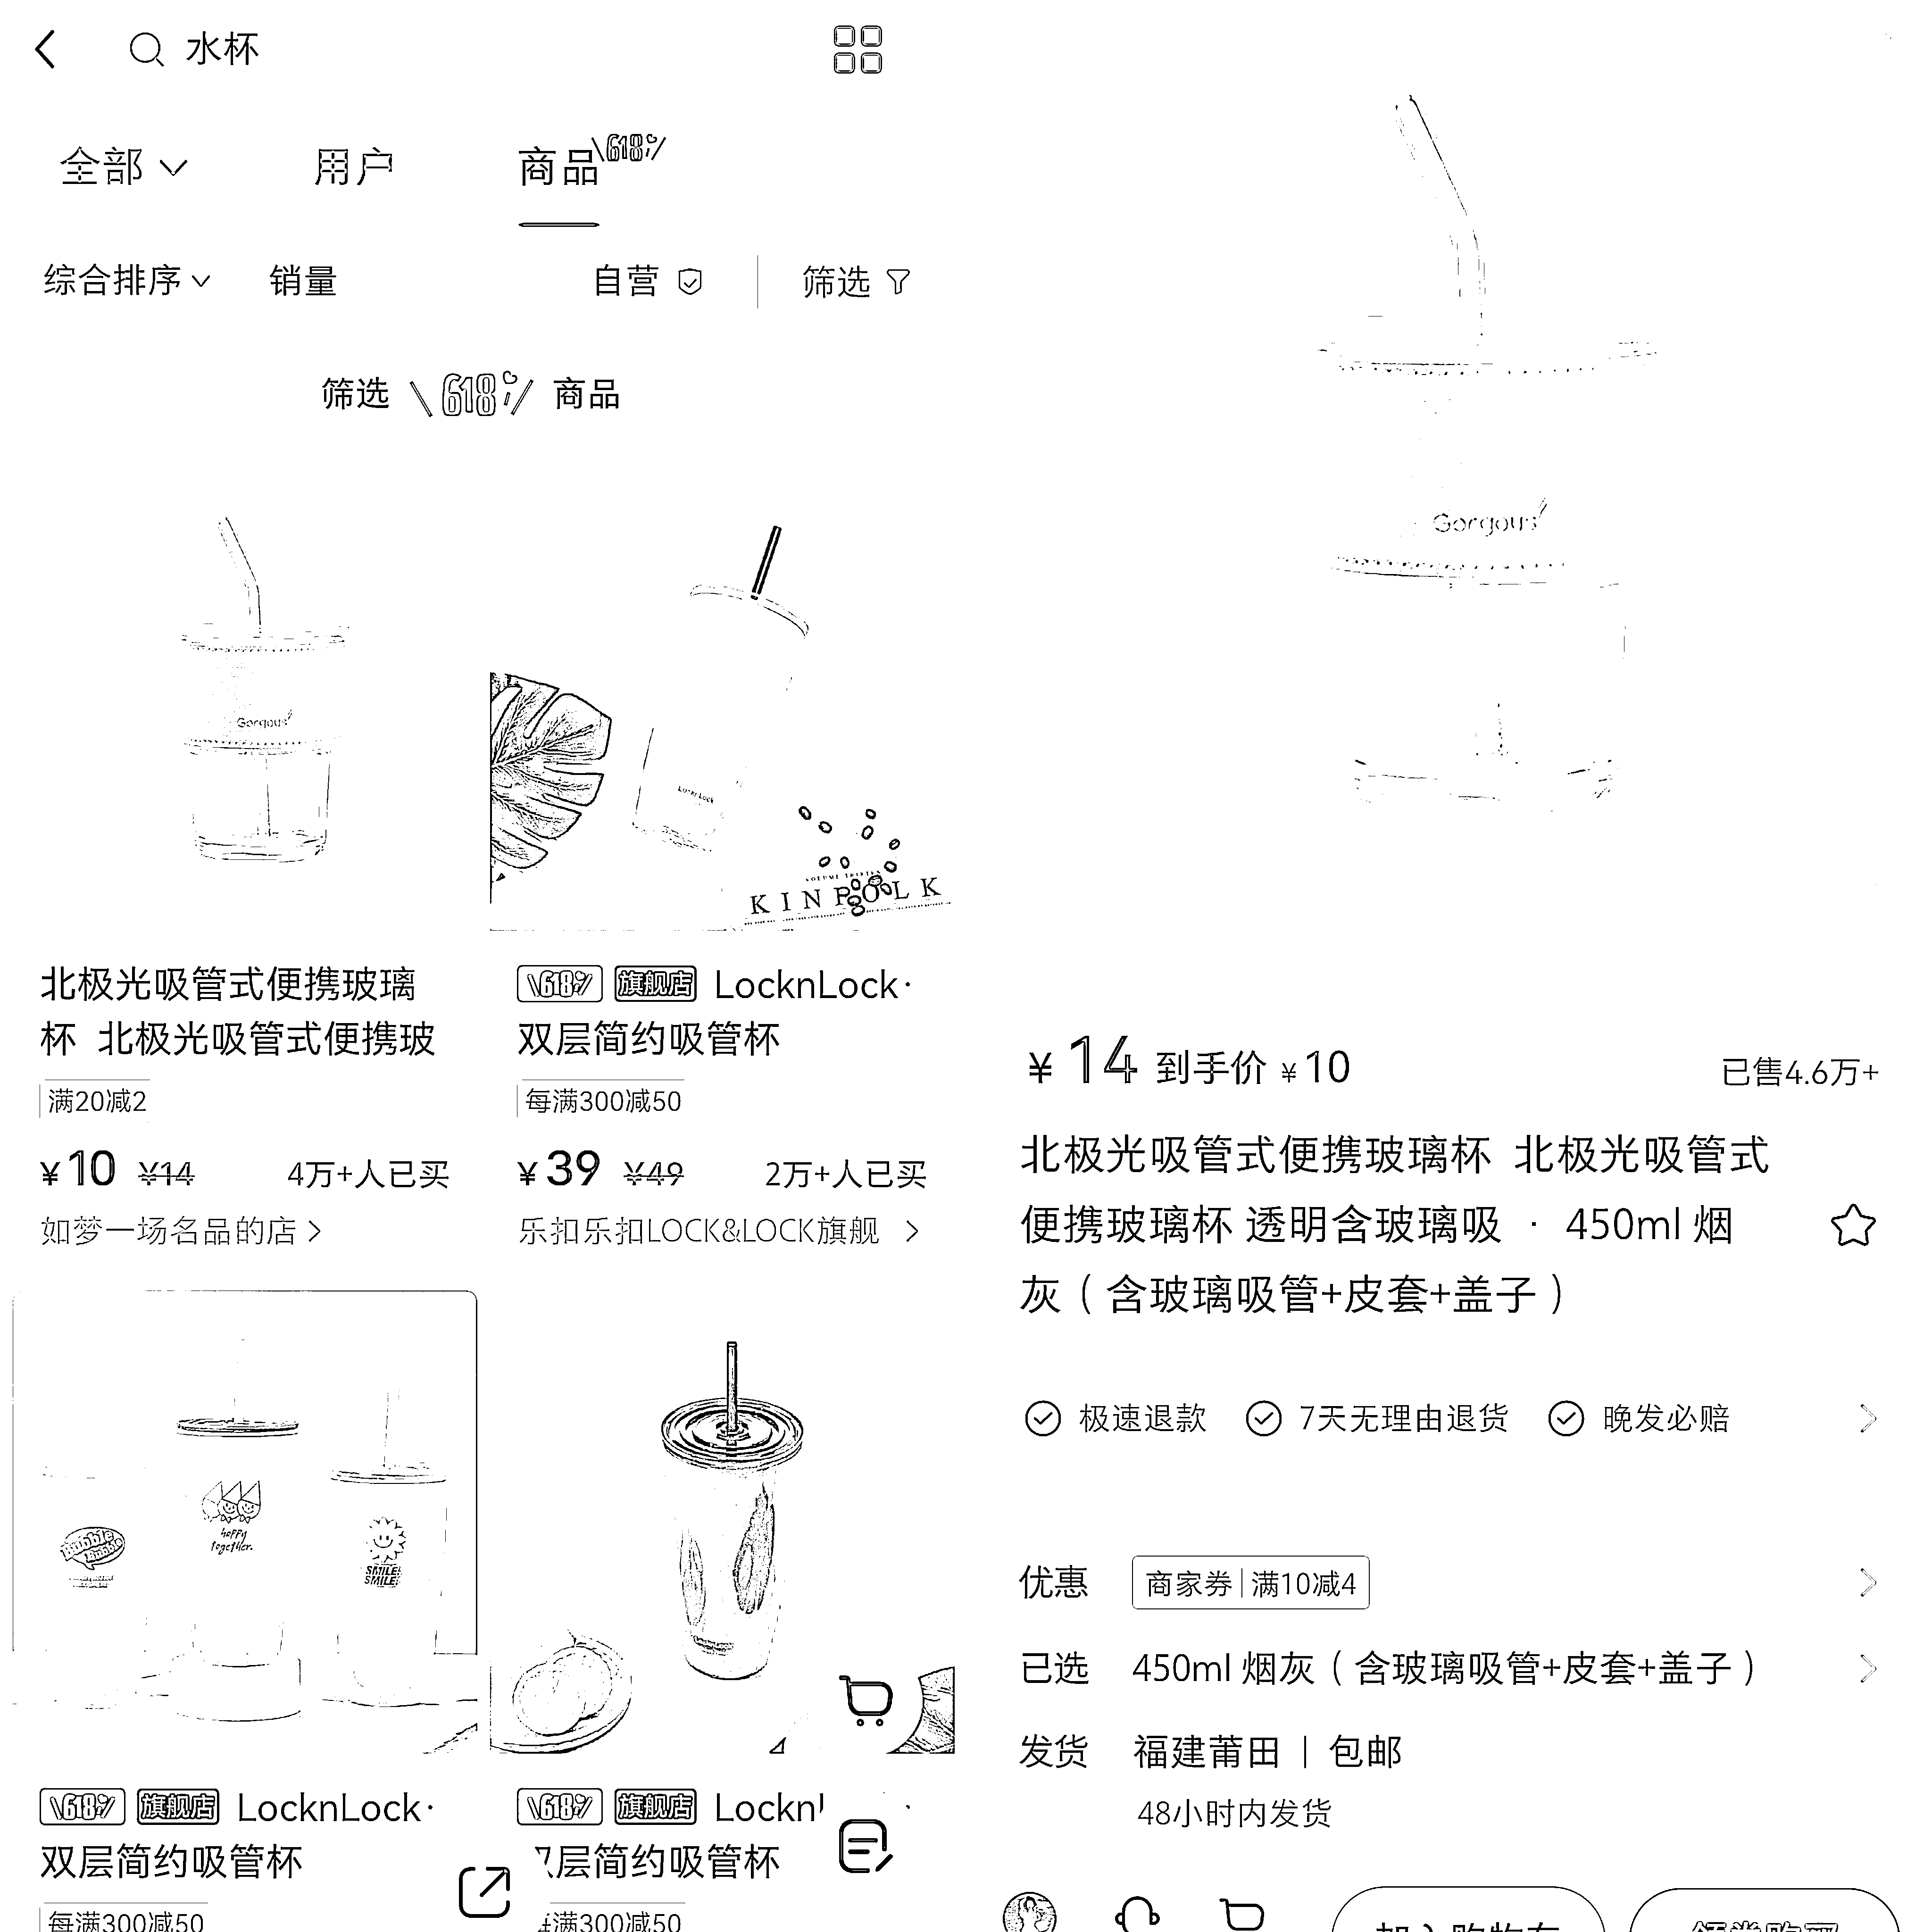 水杯
全部 用户 商品 618
综合排序 销量 自营 筛选
筛选 618 商品
Gorgous
LocknLock
KINFOLK
北极光吸管式便携玻璃
杯 北极光吸管式便携玻
满20减2
¥10 ¥14 4万+人已买
如梦一场名品的店
618 旗舰店 LocknLock·
双层简约吸管杯
每满300减50
¥39 ¥49 2万+人已买
乐扣乐扣LOCK&LOCK旗舰
Bubble
happy
together.
SMILE!
SMILE!
618 旗舰店 LocknLock·
双层简约吸管杯
每满300减50
618 旗舰店 Lockn
层简约吸管杯
满300减50
Gorgous
¥14 到手价 ¥10 已售4.6万+
北极光吸管式便携玻璃杯 北极光吸管式
便携玻璃杯 透明含玻璃吸 · 450ml 烟
灰（含玻璃吸管+皮套+盖子）
极速退款 7天无理由退货 晚发必赔
优惠 商家券 满10减4
已选 450ml 烟灰（含玻璃吸管+皮套+盖子）
发货 福建莆田 | 包邮
48小时内发货
加入购物车 领券购买